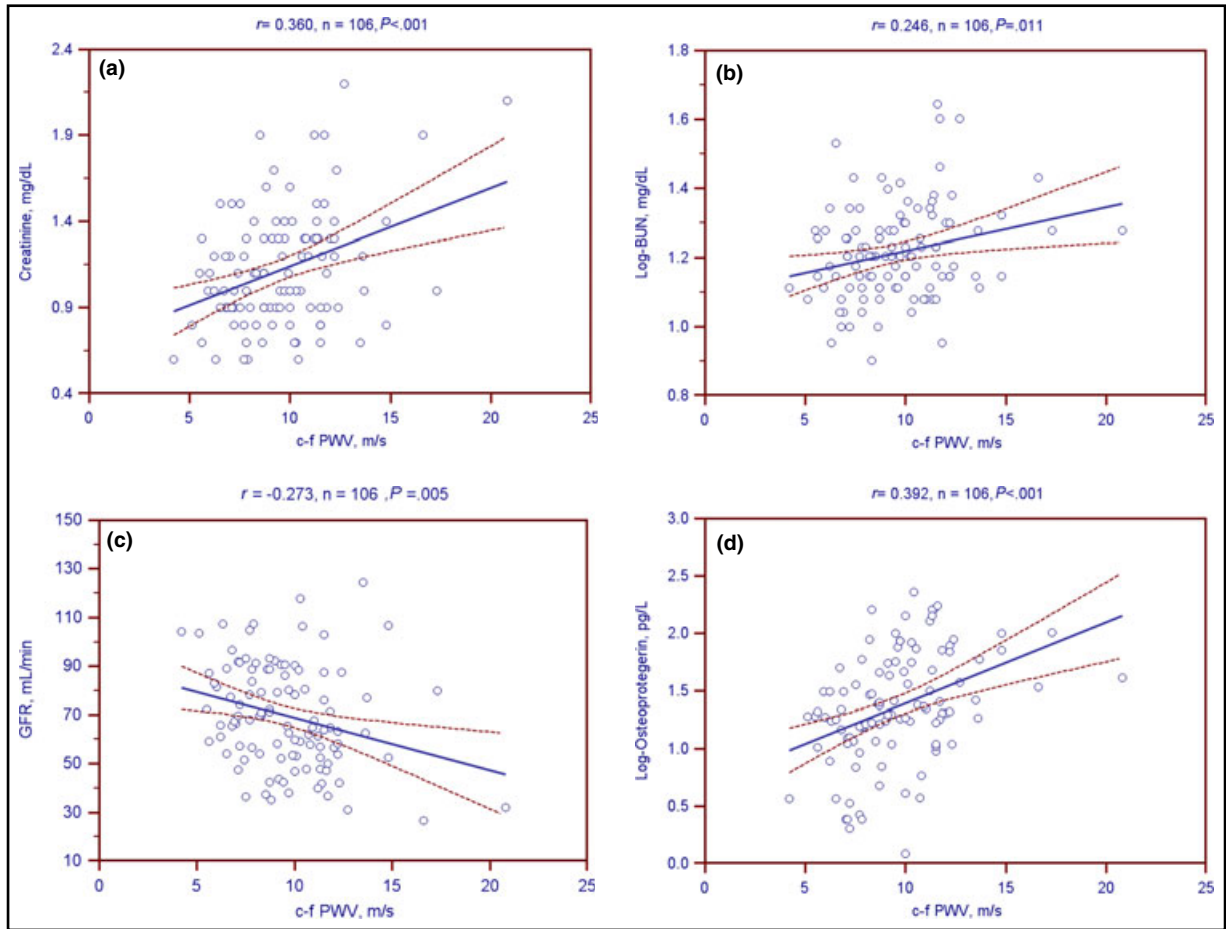 r= 0.360, n = 106, P<.001
(a)
2.4
1.9
1.4
0.9
0.4
Creatinine, mg/dL
0 5 10 15 20 25
c-f PWV, m/s
r= 0.246, n = 106, P=.011
(b)
1.8
1.6
1.4
1.2
1.0
0.8
Log-BUN, mg/dL
0 5 10 15 20 25
c-f PWV, m/s
r = -0.273, n = 106 , P =.005
(c)
150
130
110
90
70
50
30
10
GFR, mL/min
0 5 10 15 20 25
c-f PWV, m/s
r= 0.392, n = 106, P<.001
(d)
3.0
2.5
2.0
1.5
1.0
0.5
0.0
Log-Osteoprotegerin, pg/L
0 5 10 15 20 25
c-f PWV, m/s